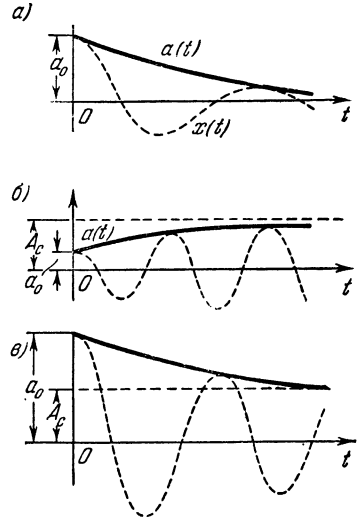 а)
a₀
a(t)
0
x(t)
t
б)
A_c
a(t)
a₀
0
t
в)
a₀
A_c
0
t